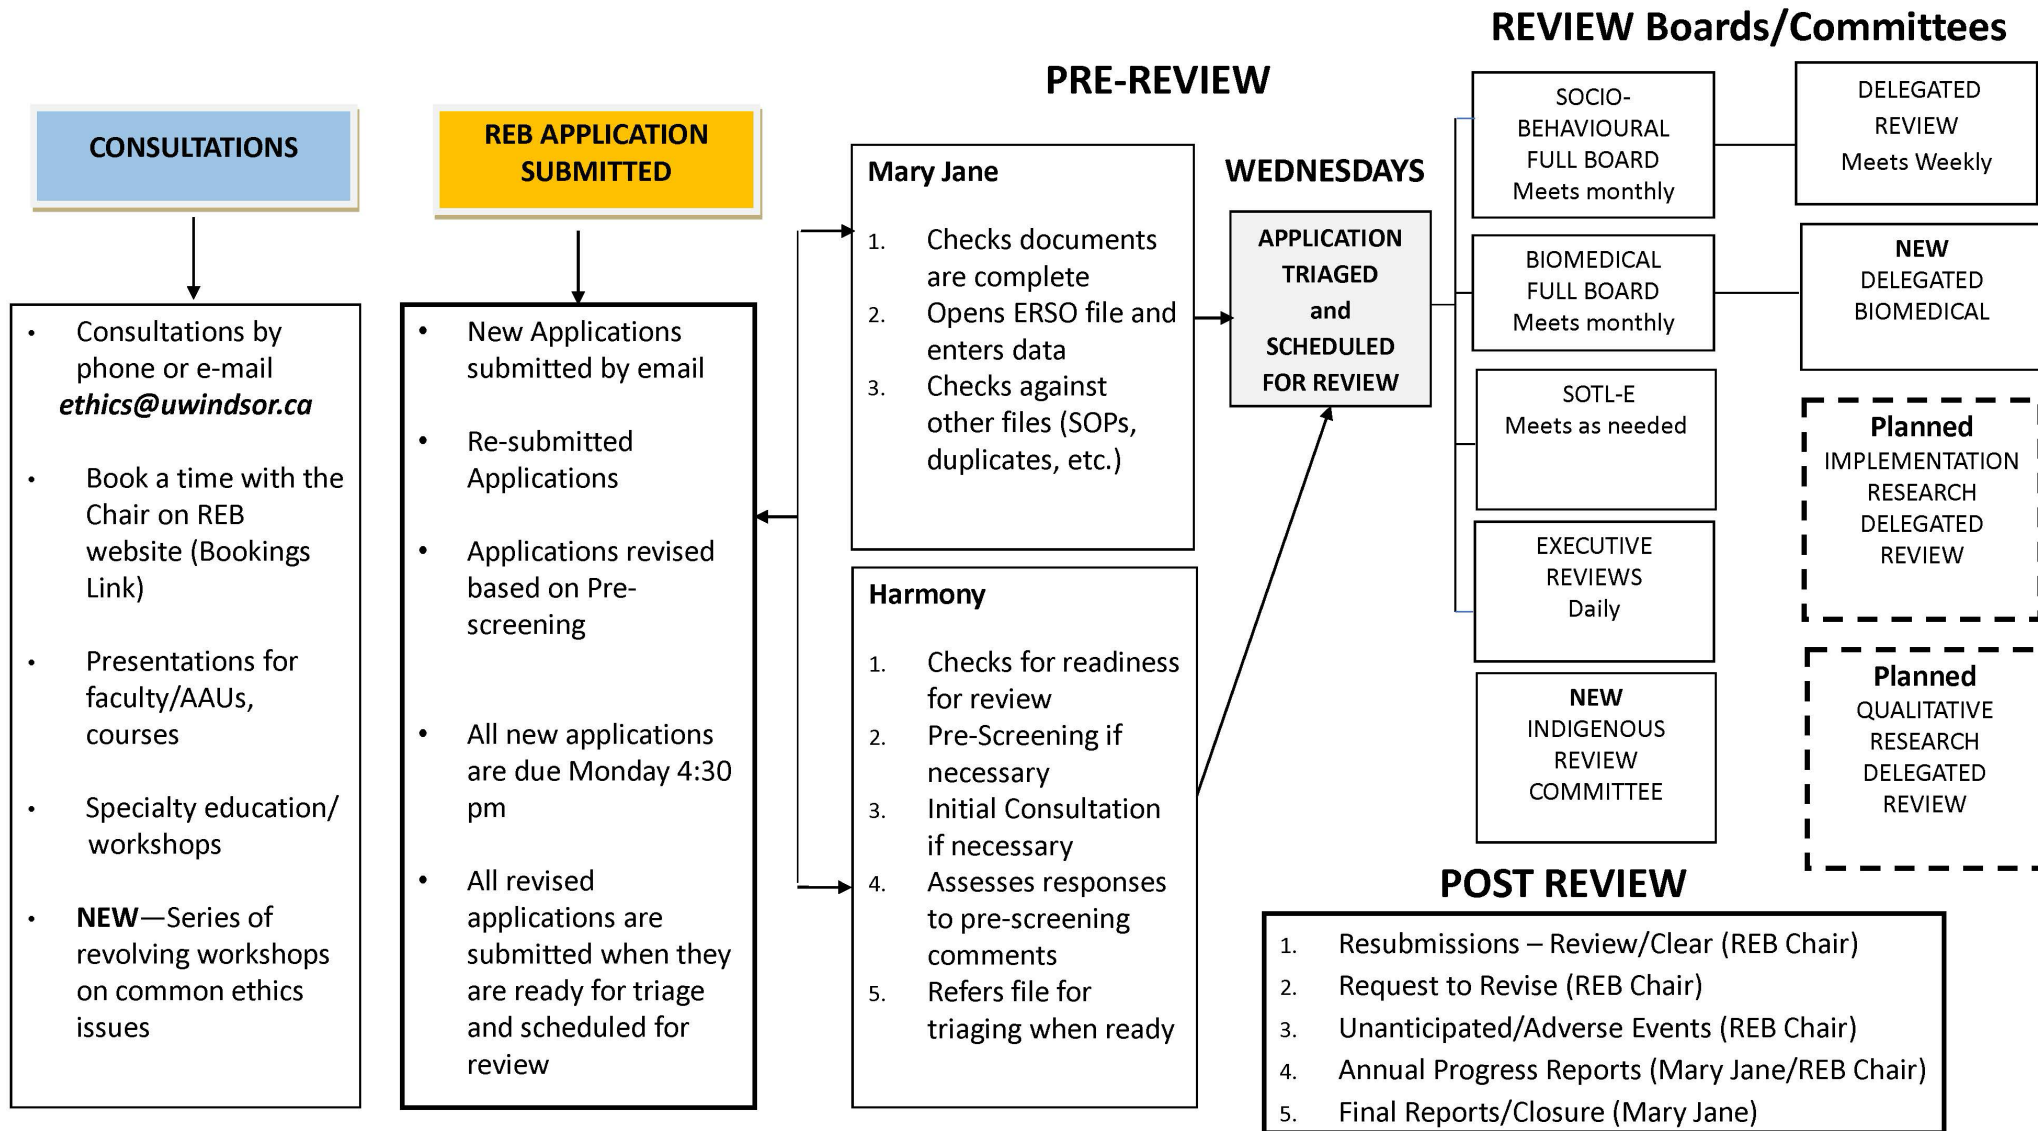 REVIEW Boards/Committees
PRE-REVIEW
CONSULTATIONS
• Consultations by
phone or e-mail
ethics@uwindsor.ca
• Book a time with the
Chair on REB
website (Bookings
Link)
• Presentations for
faculty/AAUs,
courses
• Specialty education/
workshops
• NEW—Series of
revolving workshops
on common ethics
issues
REB APPLICATION
SUBMITTED
• New Applications
submitted by email
• Re-submitted
Applications
• Applications revised
based on Pre-
screening
• All new applications
are due Monday 4:30
pm
• All revised
applications are
submitted when they
are ready for triage
and scheduled for
review
Mary Jane
1. Checks documents
are complete
2. Opens ERSO file and
enters data
3. Checks against
other files (SOPs,
duplicates, etc.)
Harmony
1. Checks for readiness
for review
2. Pre-Screening if
necessary
3. Initial Consultation
if necessary
4. Assesses responses
to pre-screening
comments
5. Refers file for
triaging when ready
WEDNESDAYS
APPLICATION
TRIAGED
and
SCHEDULED
FOR REVIEW
SOCIO-
BEHAVIOURAL
FULL BOARD
Meets monthly
BIOMEDICAL
FULL BOARD
Meets monthly
SOTL-E
Meets as needed
EXECUTIVE
REVIEWS
Daily
NEW
INDIGENOUS
REVIEW
COMMITTEE
DELEGATED
REVIEW
Meets Weekly
NEW
DELEGATED
BIOMEDICAL
Planned
IMPLEMENTATION
RESEARCH
DELEGATED
REVIEW
Planned
QUALITATIVE
RESEARCH
DELEGATED
REVIEW
POST REVIEW
1. Resubmissions – Review/Clear (REB Chair)
2. Request to Revise (REB Chair)
3. Unanticipated/Adverse Events (REB Chair)
4. Annual Progress Reports (Mary Jane/REB Chair)
5. Final Reports/Closure (Mary Jane)